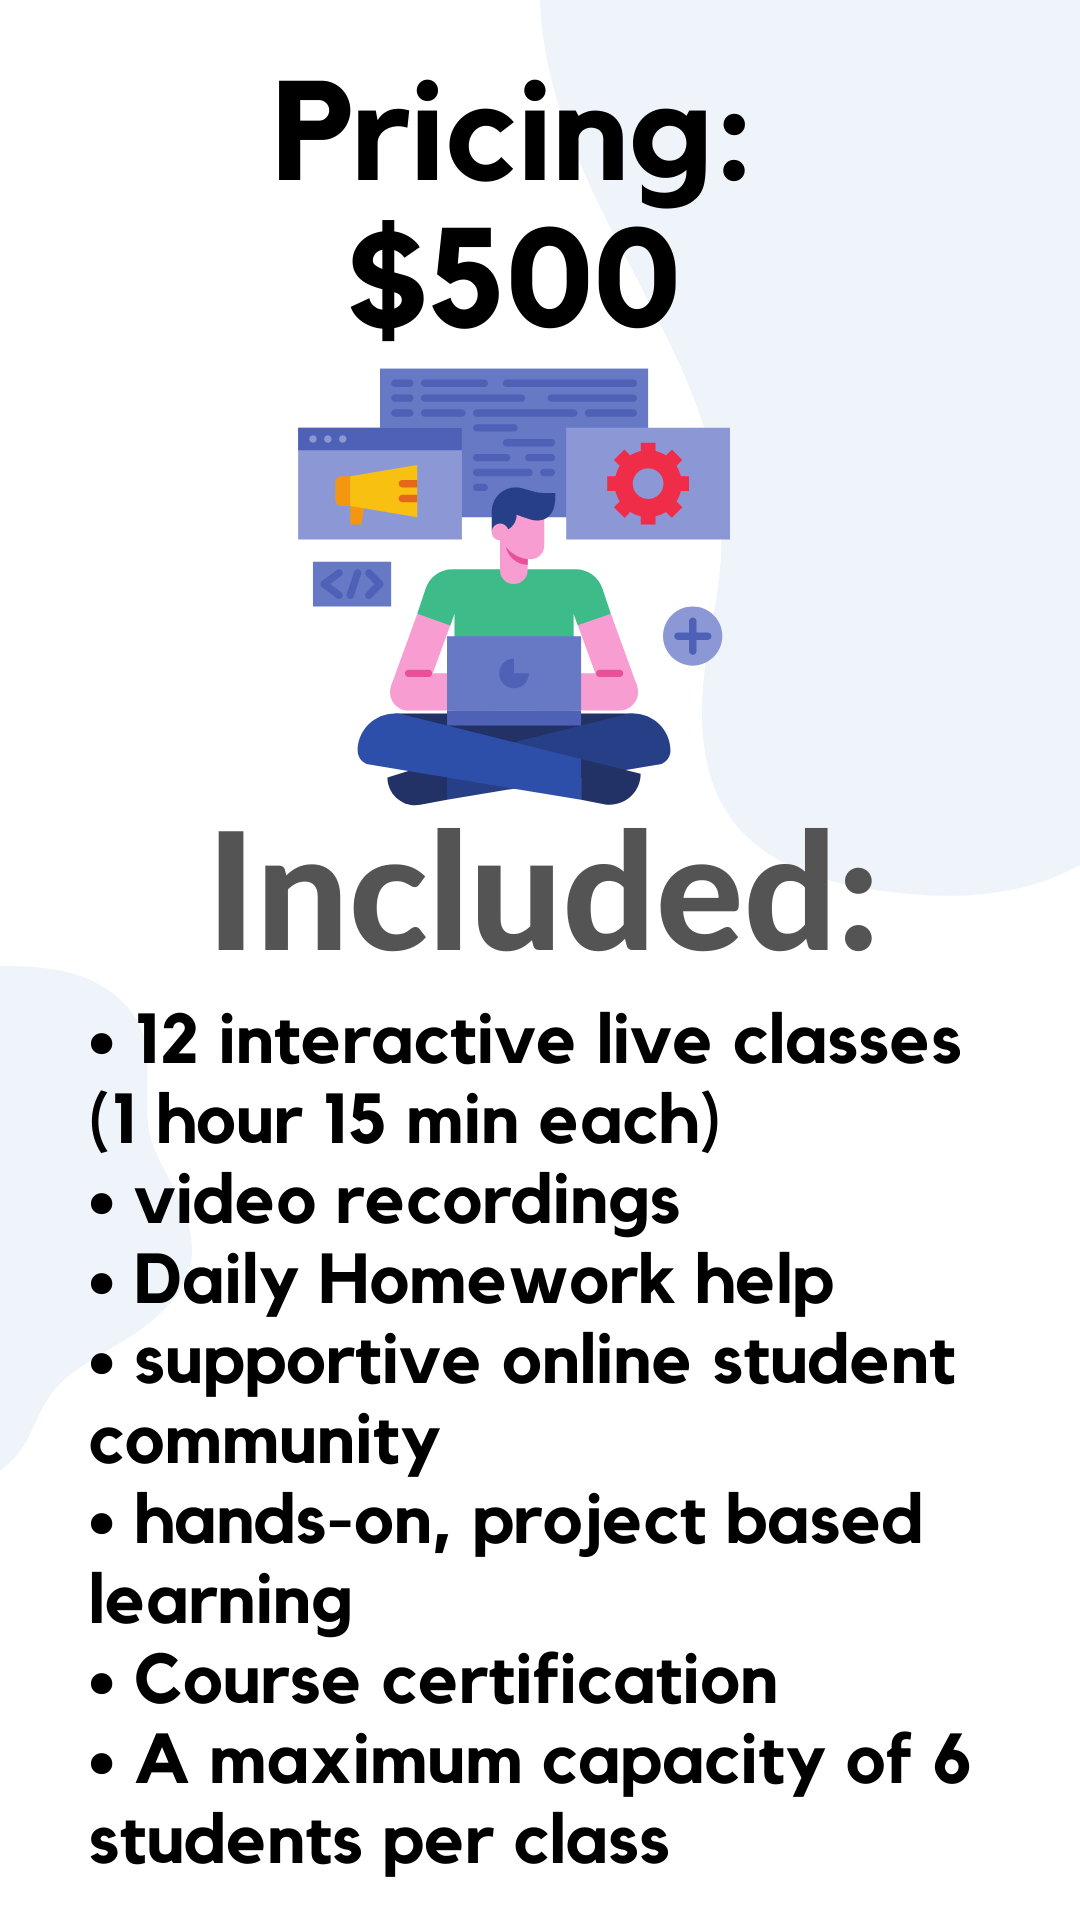 Pricing:
$500
</>
Included:
• 12 interactive live classes
(1 hour 15 min each)
• video recordings
• Daily Homework help
• supportive online student
community
• hands-on, project based
learning
• Course certification
• A maximum capacity of 6
students per class